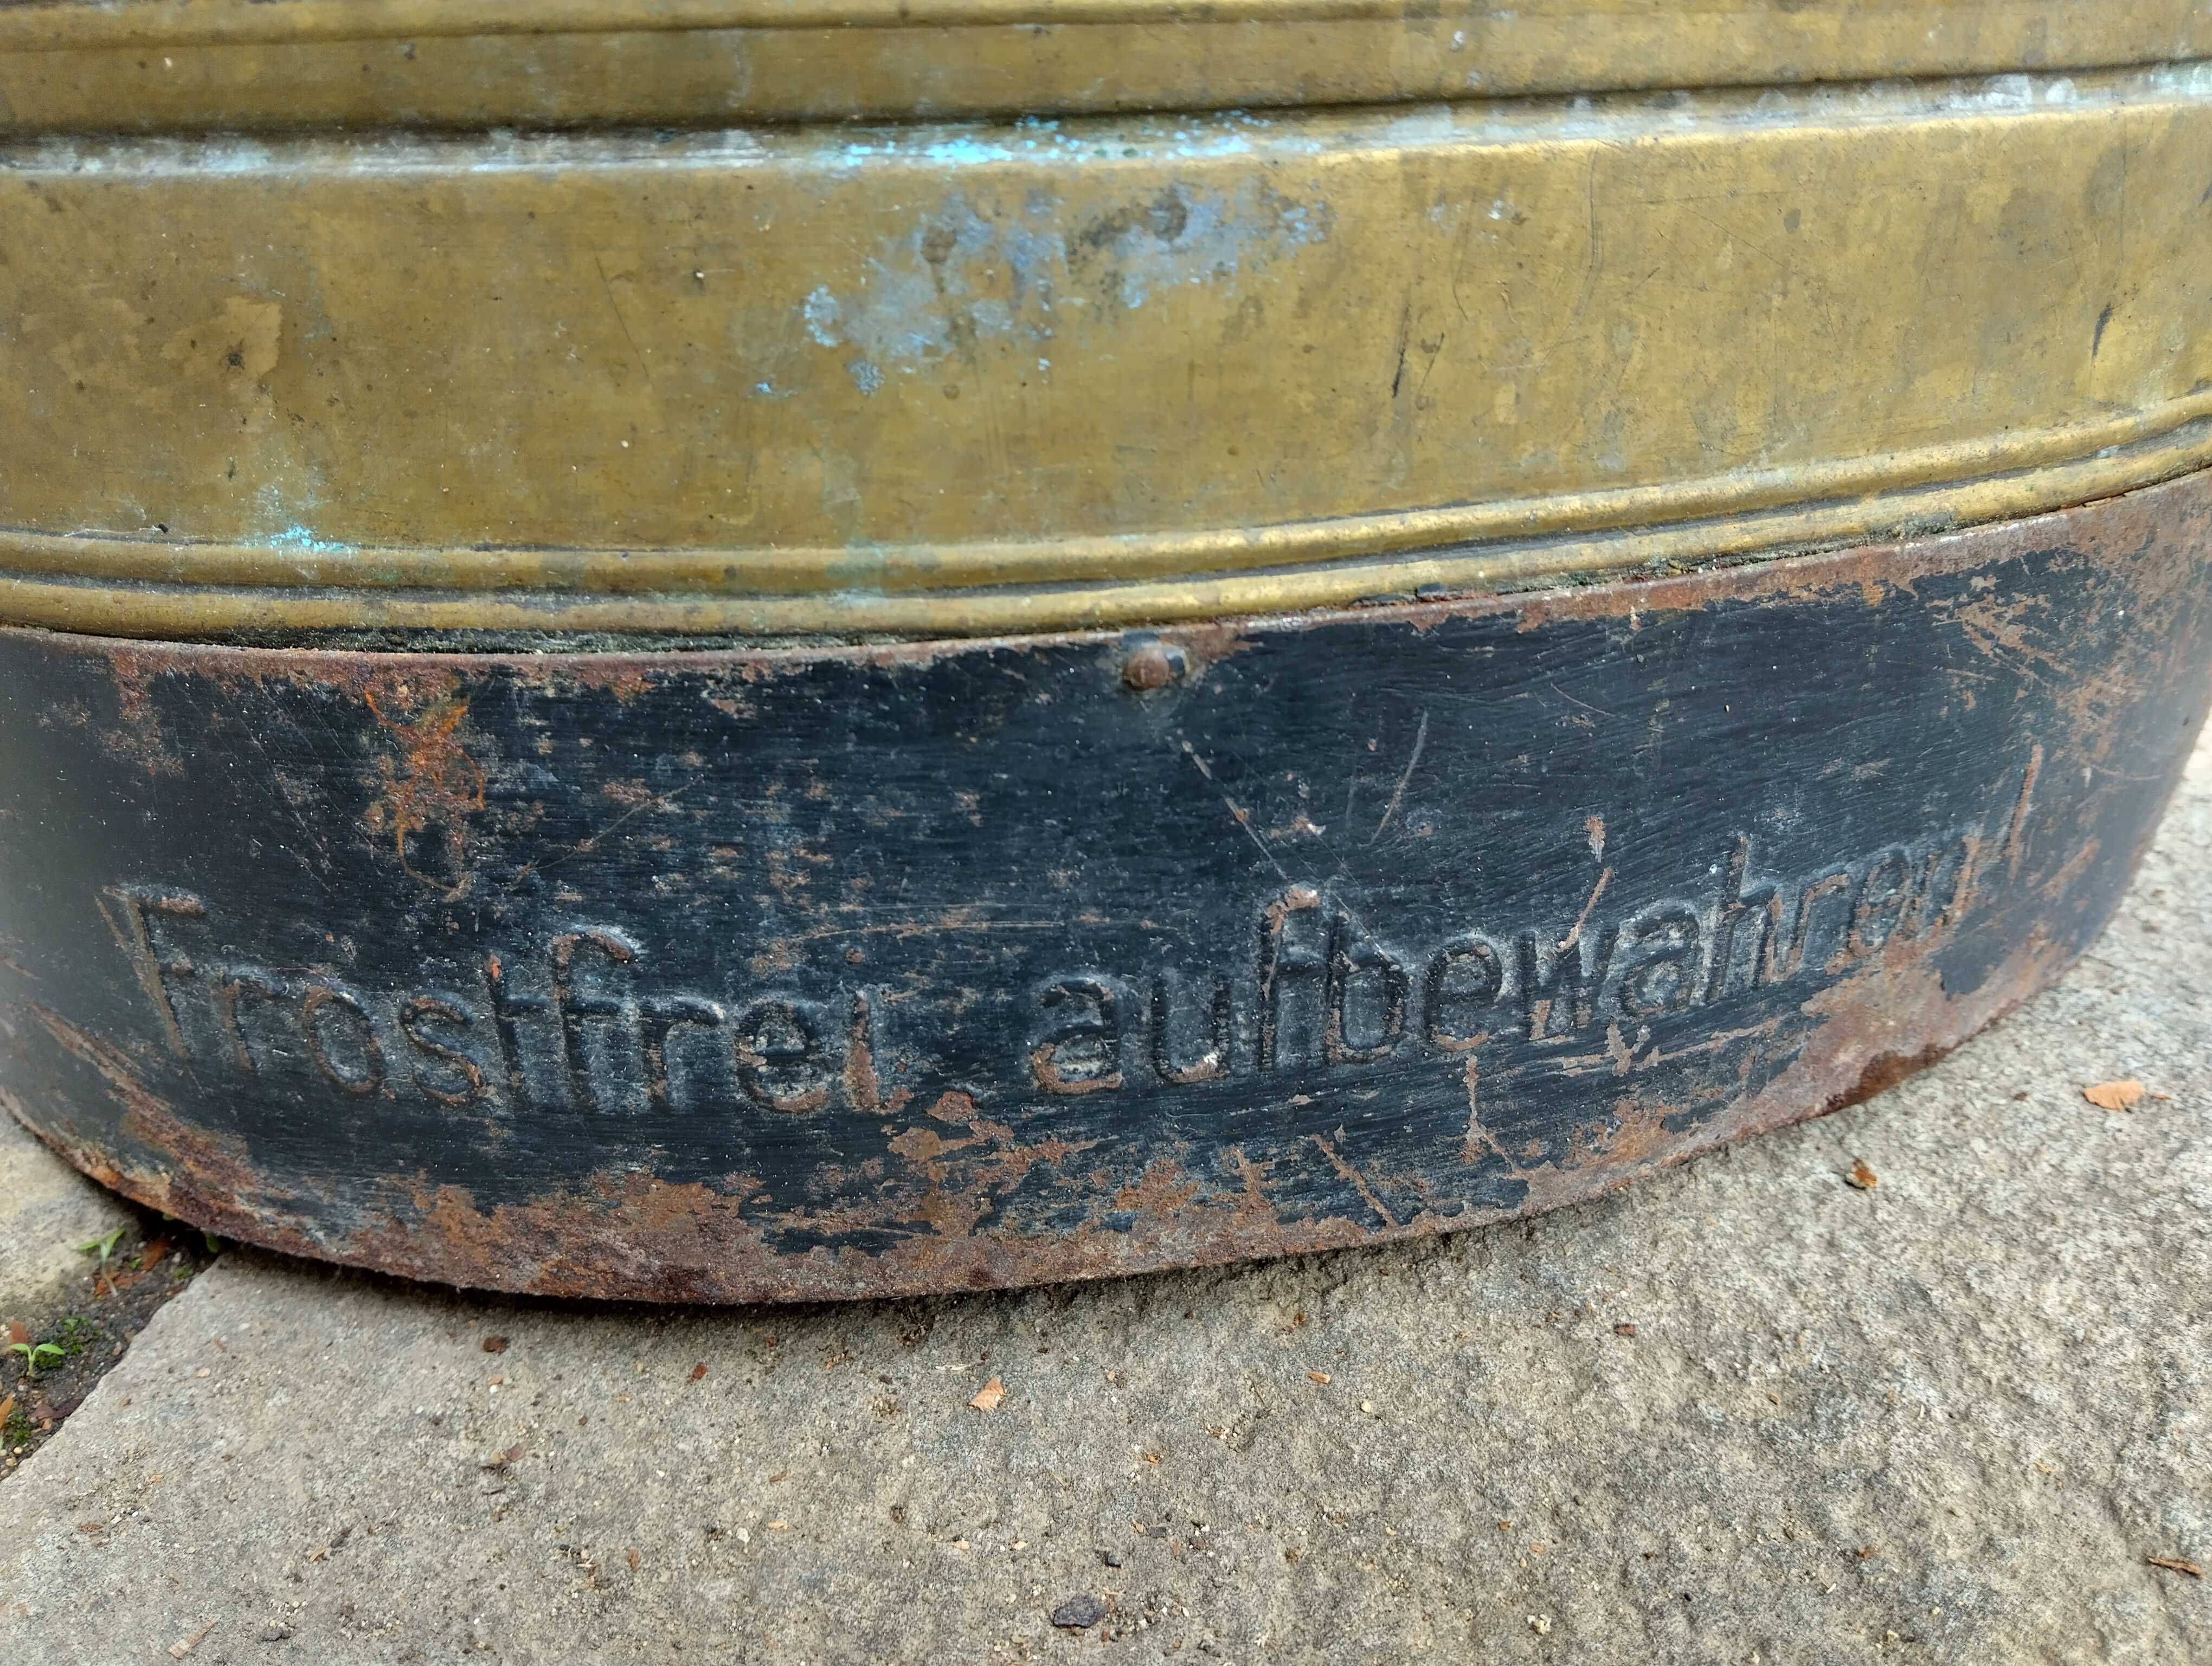 Frostfrei aufbewahren!